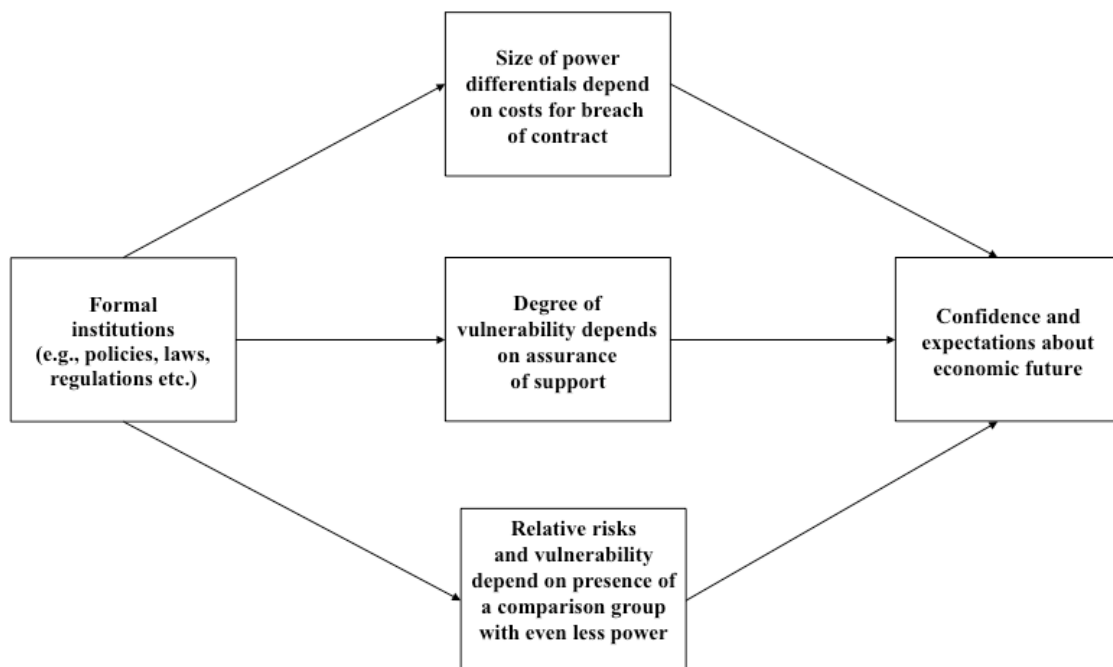 Size of power
differentials depend
on costs for breach
of contract
Formal
institutions
(e.g., policies, laws,
regulations etc.)
Degree of
vulnerability depends
on assurance
of support
Confidence and
expectations about
economic future
Relative risks
and vulnerability
depend on presence of
a comparison group
with even less power